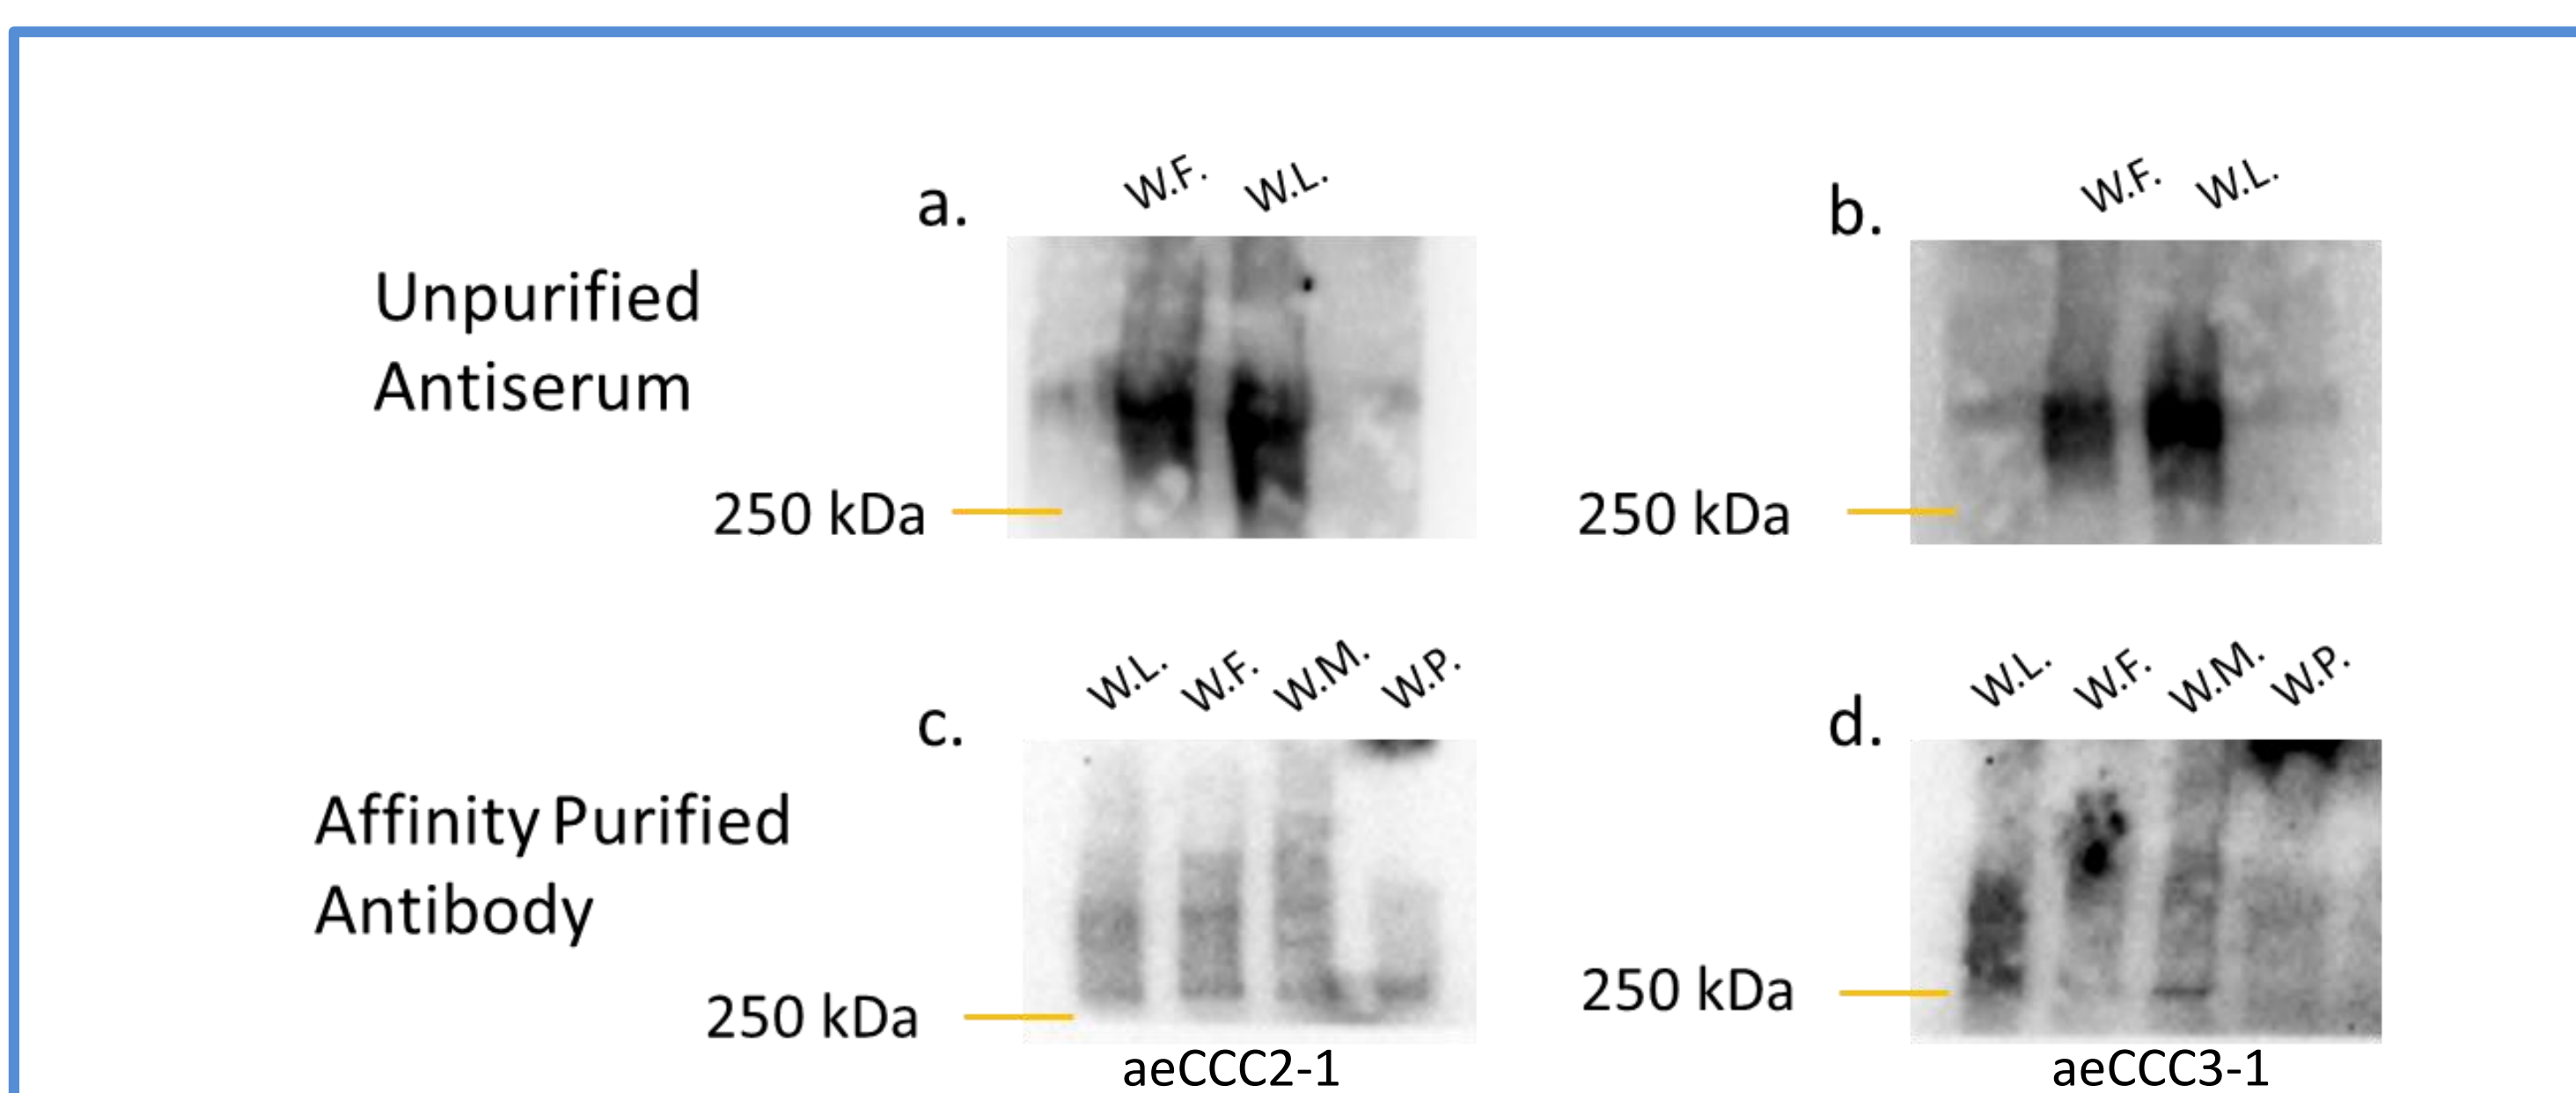 a.
W.F.
W.L.
b.
W.F.
W.L.
Unpurified
Antiserum
250 kDa
250 kDa
c.
W.L.
W.F.
W.M.
W.P.
d.
W.L.
W.F.
W.M.
W.P.
Affinity Purified
Antibody
250 kDa
250 kDa
aeCCC2-1
aeCCC3-1